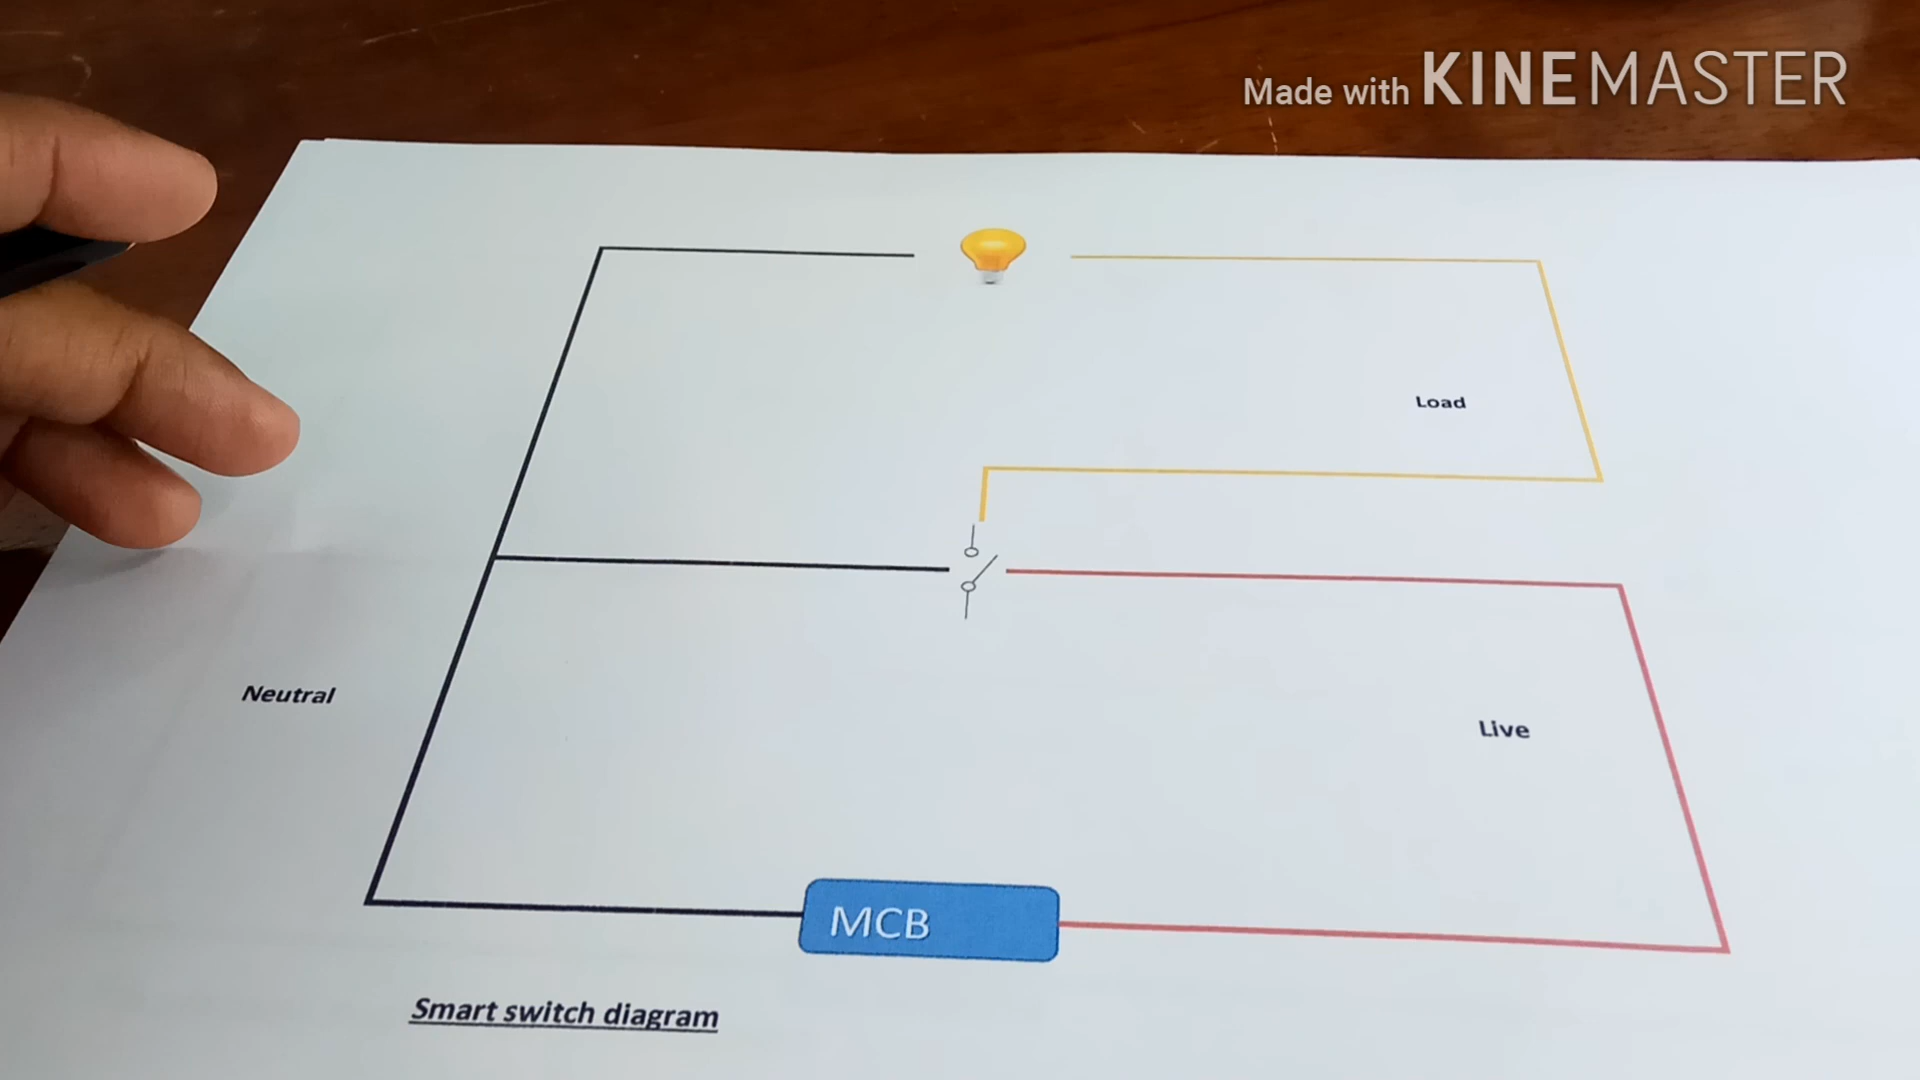 Made with KINEMASTER
Load
Neutral
Live
MCB
Smart switch diagram